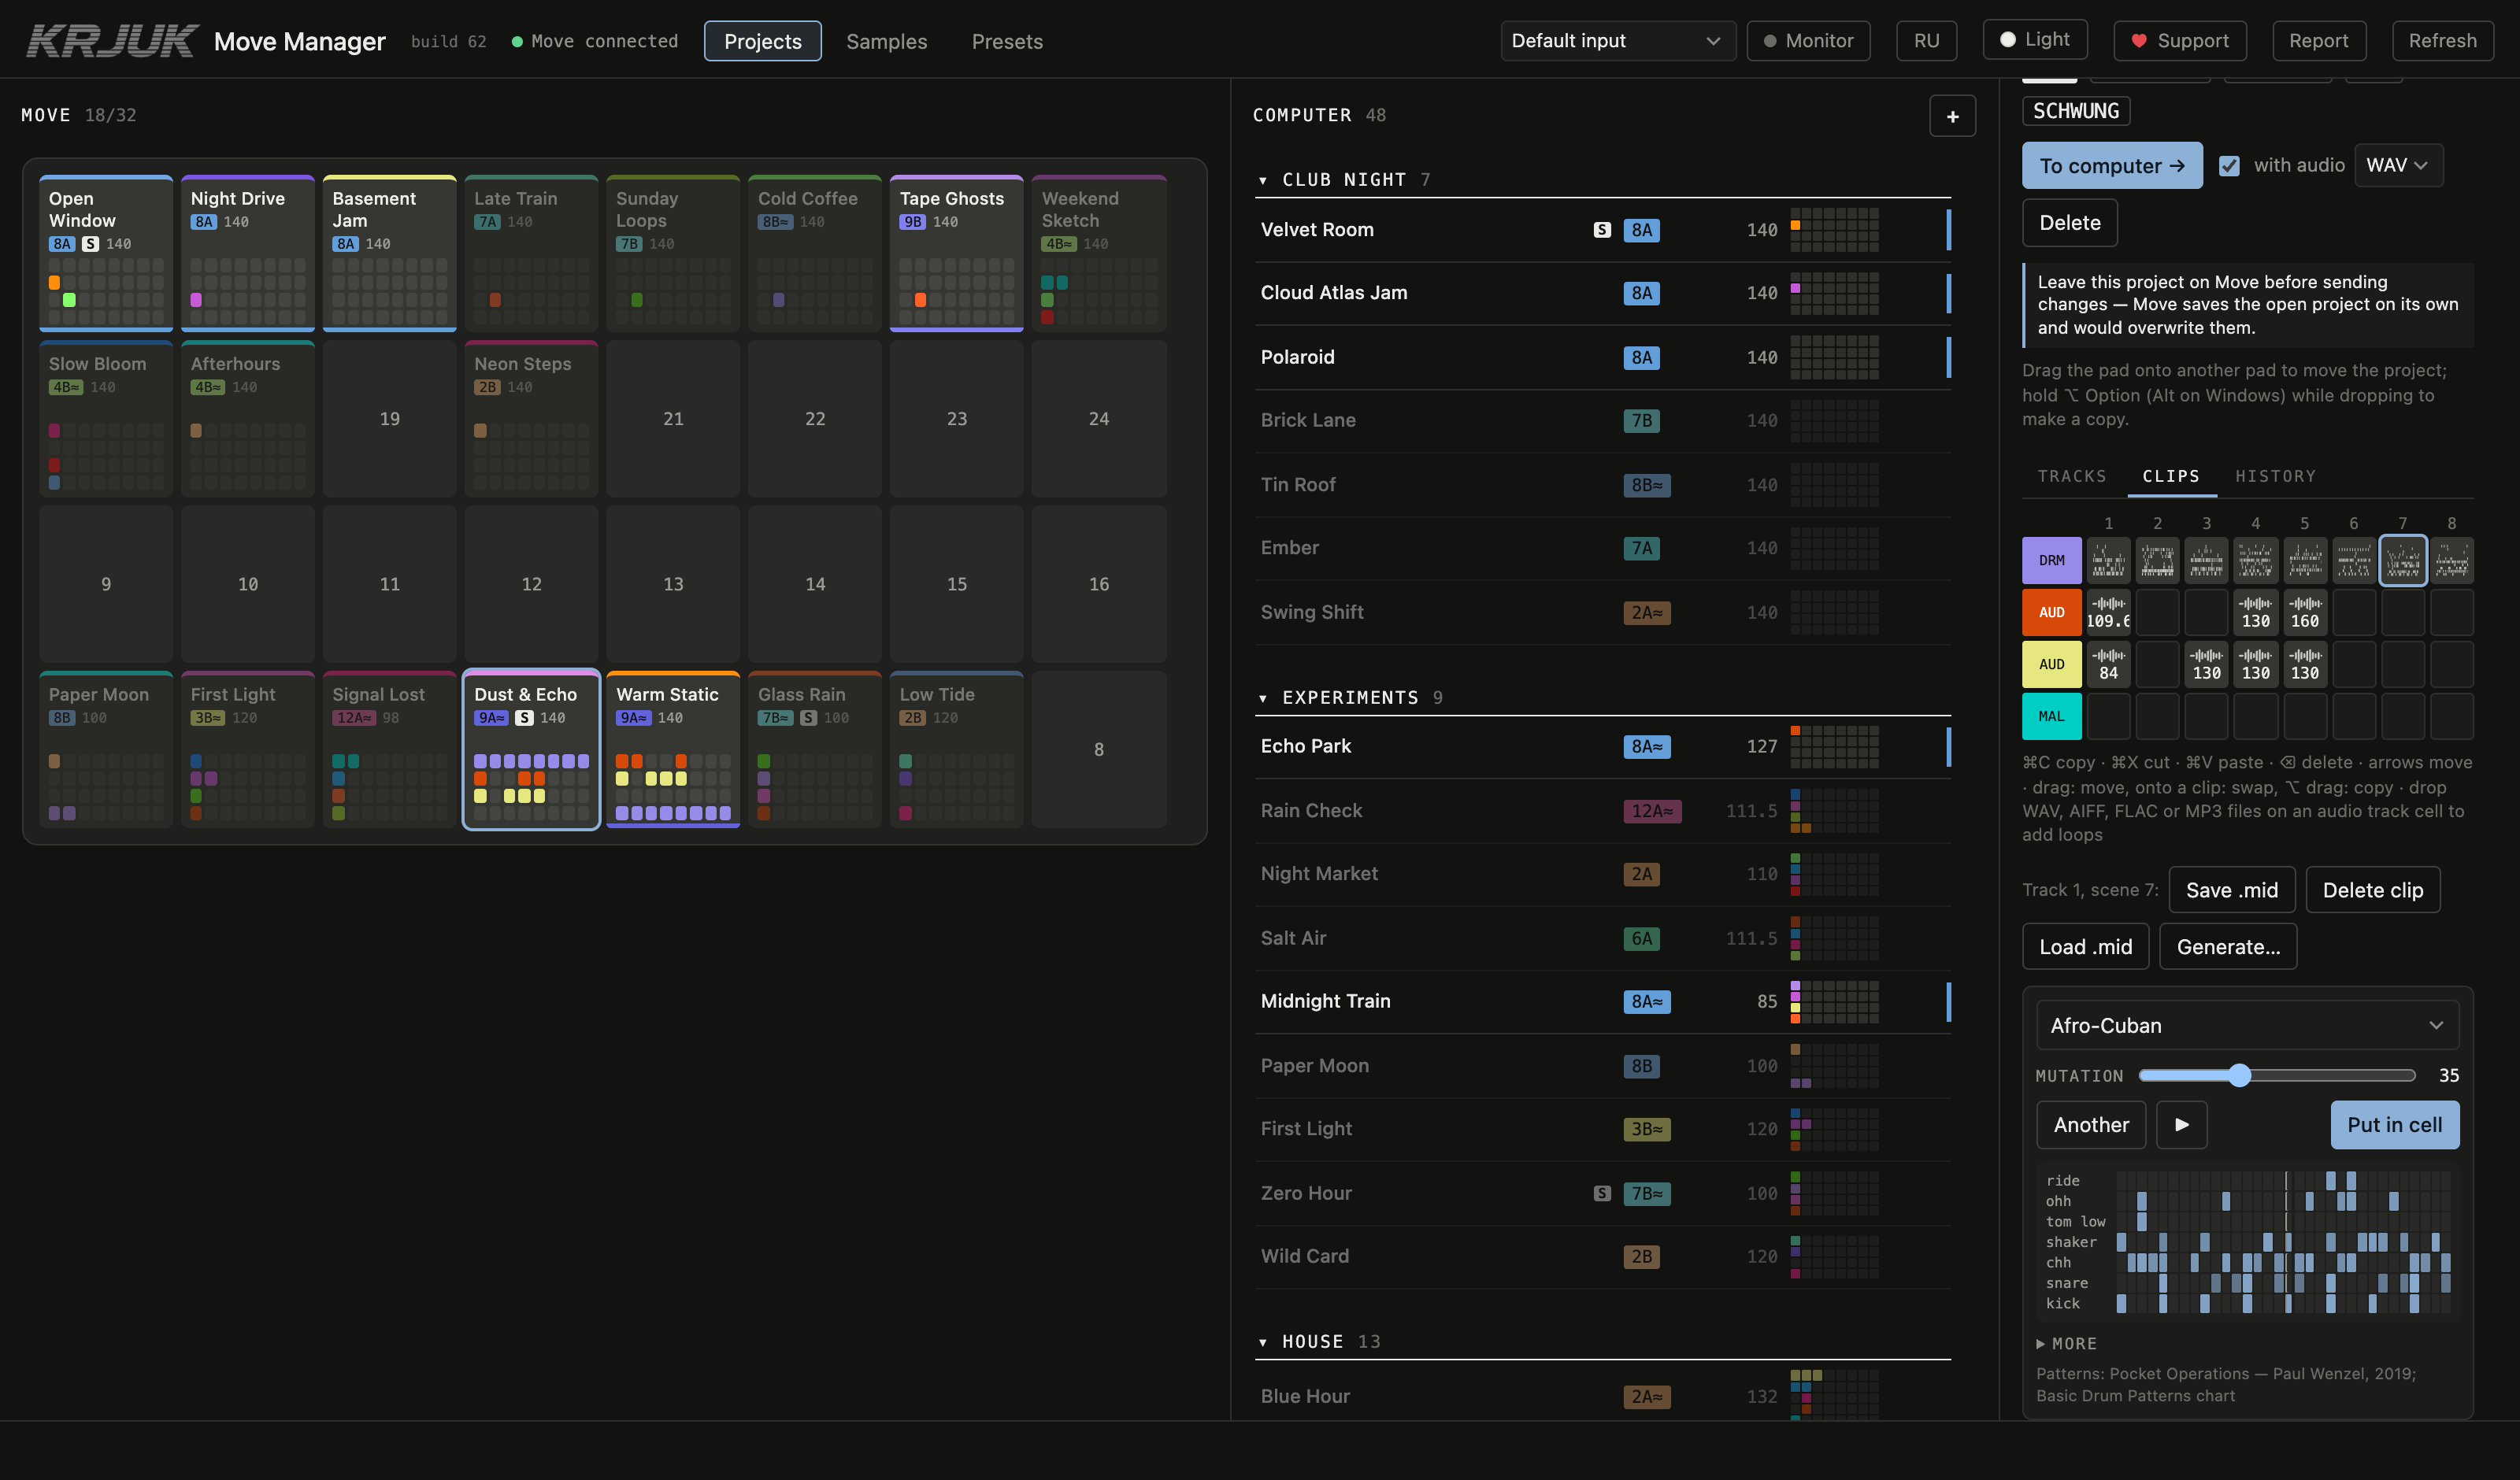 KRJUK Move Manager build 62 Move connected Projects Samples Presets Default input Monitor RU Light Support Report Refresh
MOVE 18/32
Open Window
8A S 140
Night Drive
8A 140
Basement Jam
8A 140
Late Train
7A 140
Sunday Loops
7B 140
Cold Coffee
8B≈ 140
Tape Ghosts
9B 140
Weekend Sketch
4B≈ 140
Slow Bloom
4B≈ 140
Afterhours
4B≈ 140
19
Neon Steps
2B 140
21
22
23
24
9
10
11
12
13
14
15
16
Paper Moon
8B 100
First Light
3B≈ 120
Signal Lost
12A≈ 98
Dust & Echo
9A≈ S 140
Warm Static
9A≈ 140
Glass Rain
7B≈ S 100
Low Tide
2B 120
8
COMPUTER 48 +
▼ CLUB NIGHT 7
Velvet Room S 8A 140
Cloud Atlas Jam 8A 140
Polaroid 8A 140
Brick Lane 7B 140
Tin Roof 8B≈ 140
Ember 7A 140
Swing Shift 2A≈ 140
▼ EXPERIMENTS 9
Echo Park 8A≈ 127
Rain Check 12A≈ 111.5
Night Market 2A 110
Salt Air 6A 111.5
Midnight Train 8A≈ 85
Paper Moon 8B 100
First Light 3B≈ 120
Zero Hour S 7B≈ 100
Wild Card 2B 120
▼ HOUSE 13
Blue Hour 2A≈ 132
SCHWUNG
To computer → with audio WAV
Delete
Leave this project on Move before sending
changes — Move saves the open project on its own
and would overwrite them.
Drag the pad onto another pad to move the project;
hold ⌥ Option (Alt on Windows) while dropping to
make a copy.
TRACKS CLIPS HISTORY
1 2 3 4 5 6 7 8
DRM
AUD 109.6 130 160
AUD 84 130 130 130
MAL
⌘C copy · ⌘X cut · ⌘V paste · ⌫ delete · arrows move
· drag: move, onto a clip: swap, ⌥ drag: copy · drop
WAV, AIFF, FLAC or MP3 files on an audio track cell to
add loops
Track 1, scene 7: Save .mid Delete clip
Load .mid Generate...
Afro-Cuban
MUTATION 35
Another ▶ Put in cell
ride
ohh
tom low
shaker
chh
snare
kick
▶ MORE
Patterns: Pocket Operations — Paul Wenzel, 2019;
Basic Drum Patterns chart